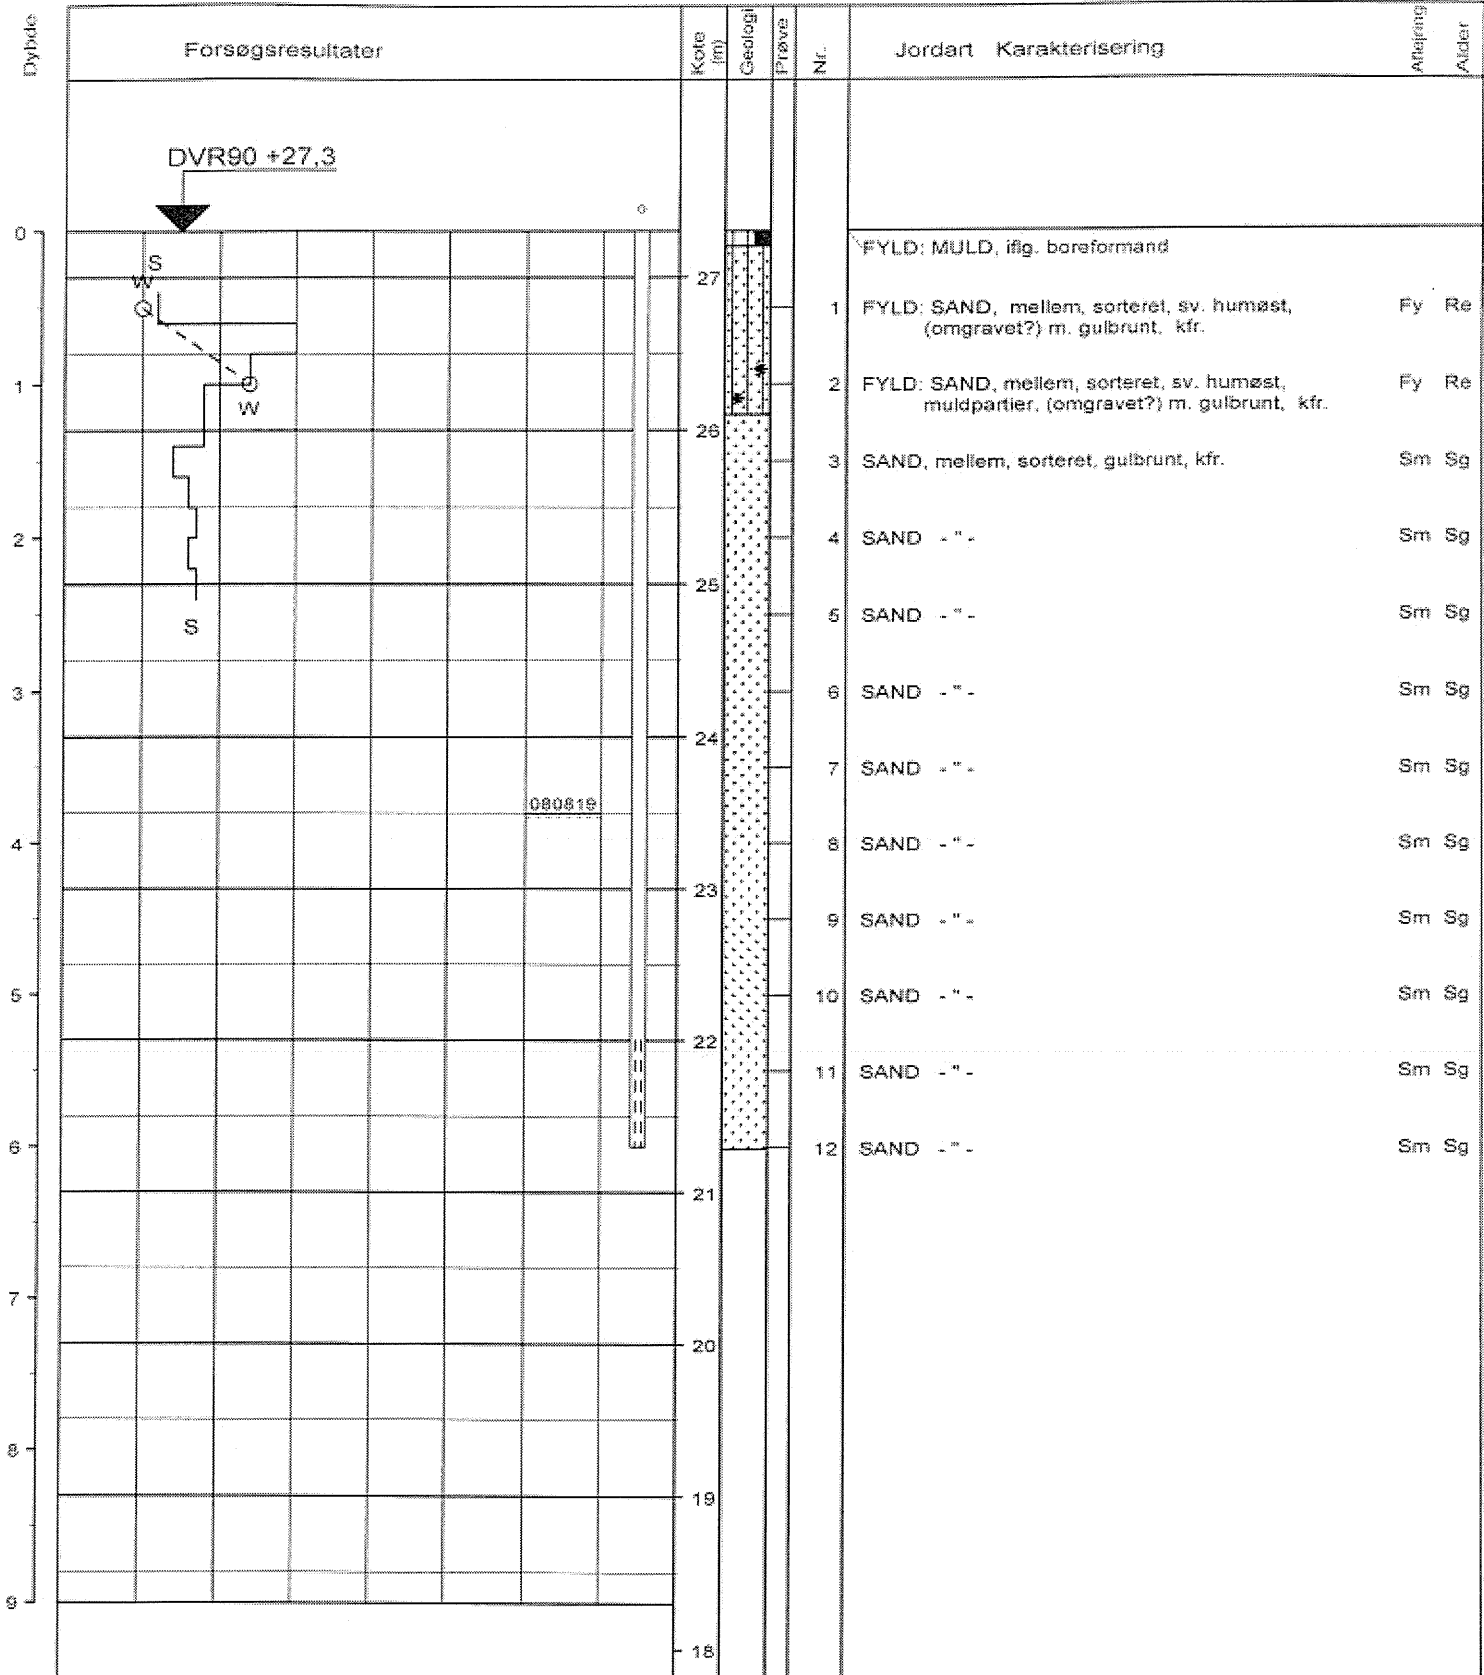 Dybde Forsøgsresultater Kote (m) Geologi Prøve Nr. Jordart Karakterisering Aflejring Alder
DVR90 +27,3
0 FYLD: MULD, iflg. boreformand
S
W
27
1 FYLD: SAND, mellem, sorteret, sv. humøst, Fy Re
(omgravet?) m. gulbrunt, kfr.
1 2 FYLD: SAND, mellem, sorteret, sv. humøst, Fy Re
W muldpartier, (omgravet?) m. gulbrunt, kfr.
26
3 SAND, mellem, sorteret, gulbrunt, kfr. Sm Sg
2 4 SAND - " - Sm Sg
25
5 SAND - " - Sm Sg
S
3 6 SAND - " - Sm Sg
24
7 SAND - " - Sm Sg
080819
4 8 SAND - " - Sm Sg
23
9 SAND - " - Sm Sg
5 10 SAND - " - Sm Sg
22
11 SAND - " - Sm Sg
6 12 SAND - " - Sm Sg
21
7
20
8
19
9
18